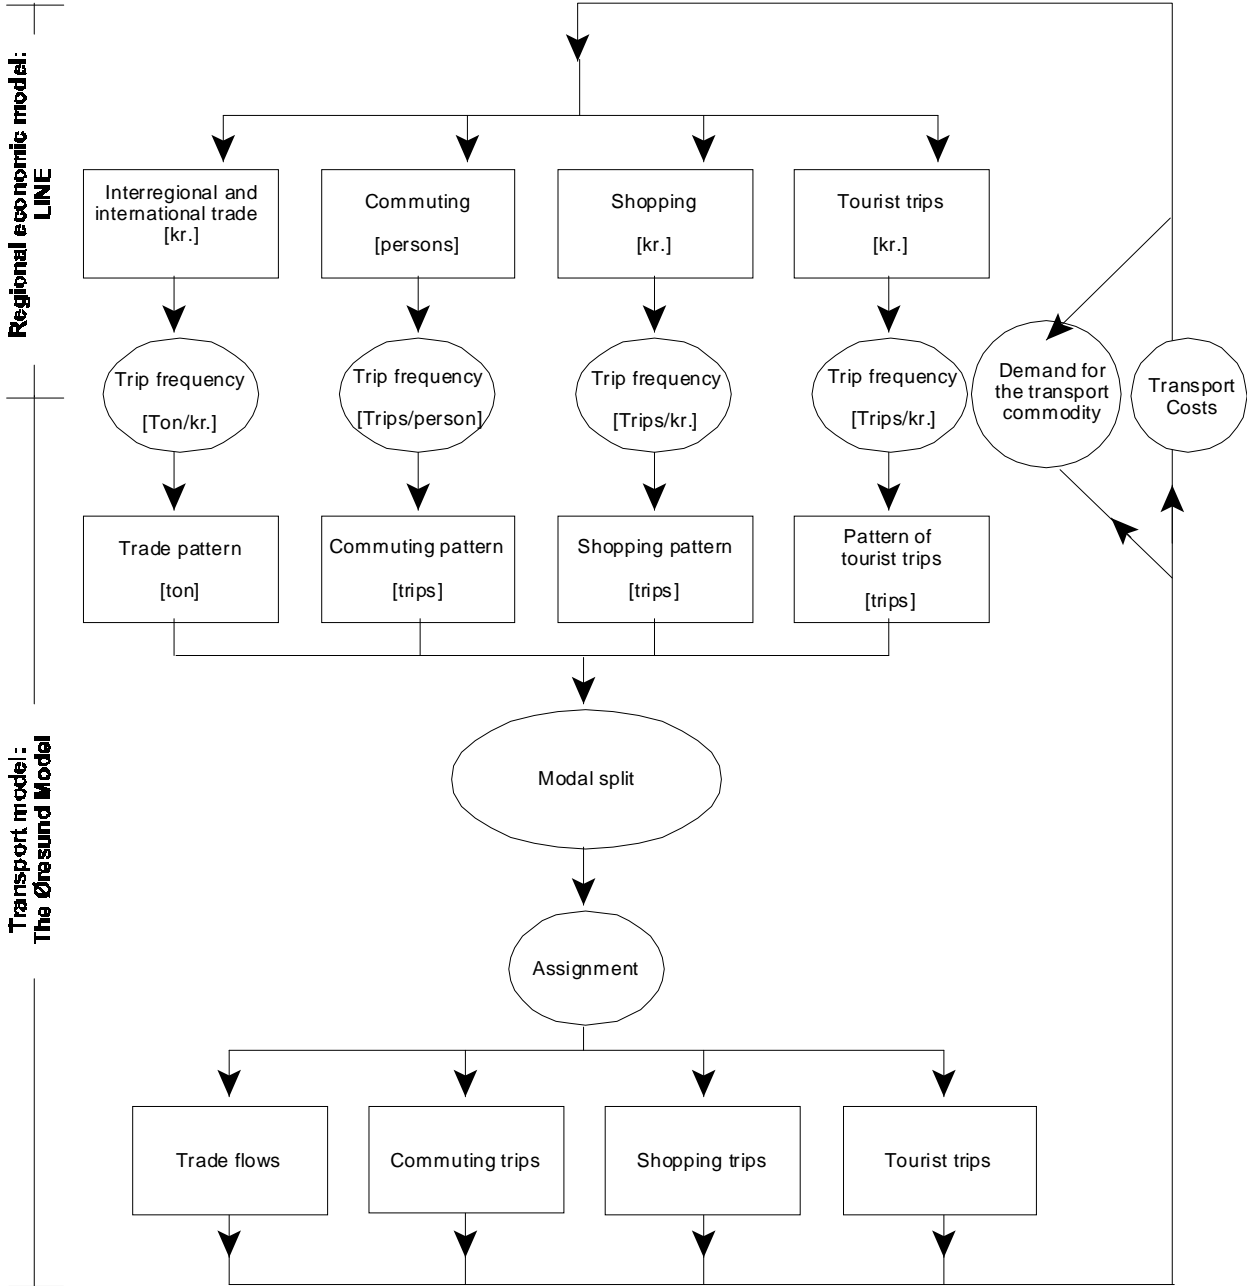 Regional economic model:
LINE
Interregional and
international trade
[kr.]
Commuting
[persons]
Shopping
[kr.]
Tourist trips
[kr.]
Trip frequency
[Ton/kr.]
Trip frequency
[Trips/person]
Trip frequency
[Trips/kr.]
Trip frequency
[Trips/kr.]
Demand for
the transport
commodity
Transport
Costs
Trade pattern
[ton]
Commuting pattern
[trips]
Shopping pattern
[trips]
Pattern of
tourist trips
[trips]
Transport model:
The Øresund Model
Modal split
Assignment
Trade flows
Commuting trips
Shopping trips
Tourist trips